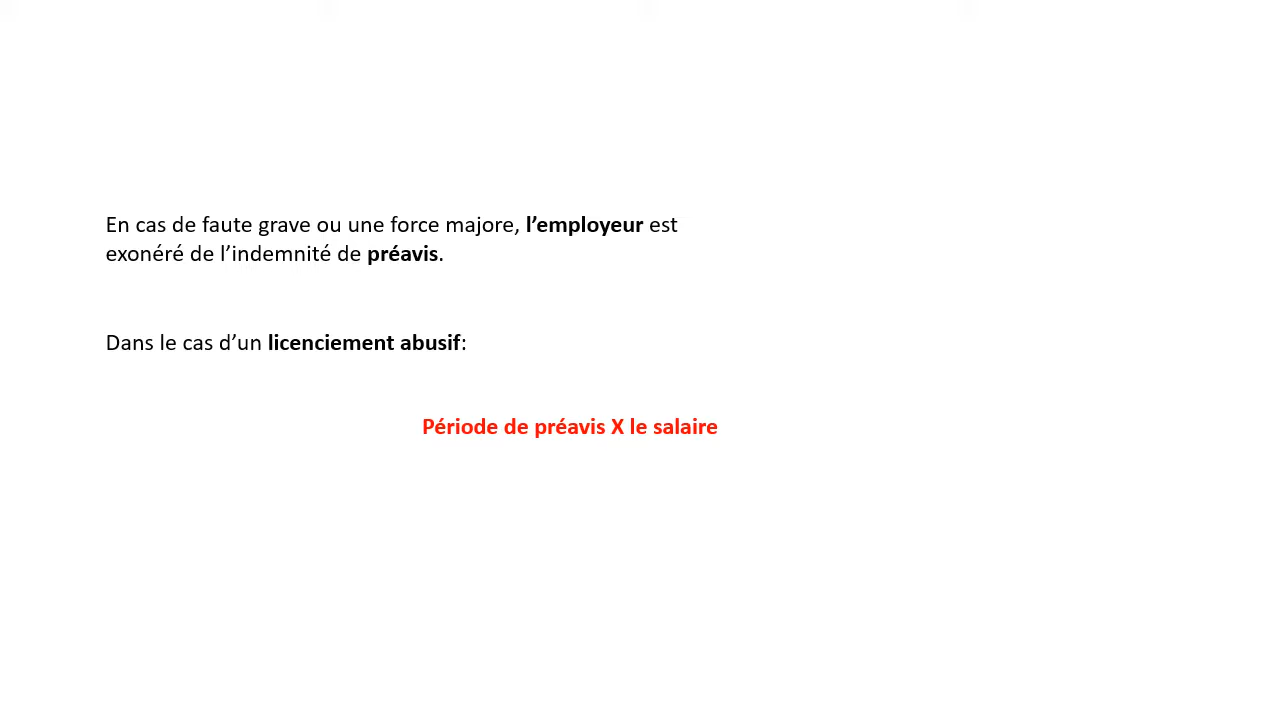 En cas de faute grave ou une force majore, l’employeur est
exonéré de l’indemnité de préavis.
Dans le cas d’un licenciement abusif:
Période de préavis X le salaire